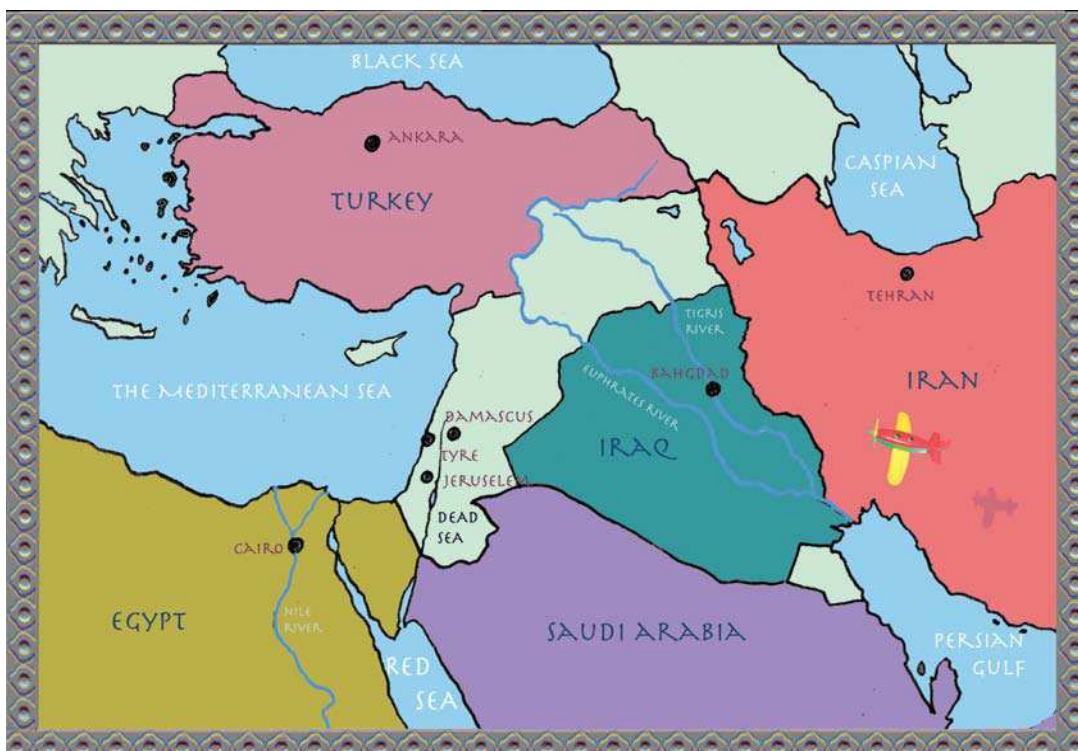 BLACK SEA
ANKARA
TURKEY
CASPIAN
SEA
TEHRAN
TIGRIS
RIVER
BAHGDAD
IRAN
EUPHRATES RIVER
THE MEDITERRANEAN SEA
DAMASCUS
TYRE
IRAQ
JERUSELEM
DEAD
SEA
CAIRO
NILE
RIVER
EGYPT
SAUDI ARABIA
RED
SEA
PERSIAN
GULF